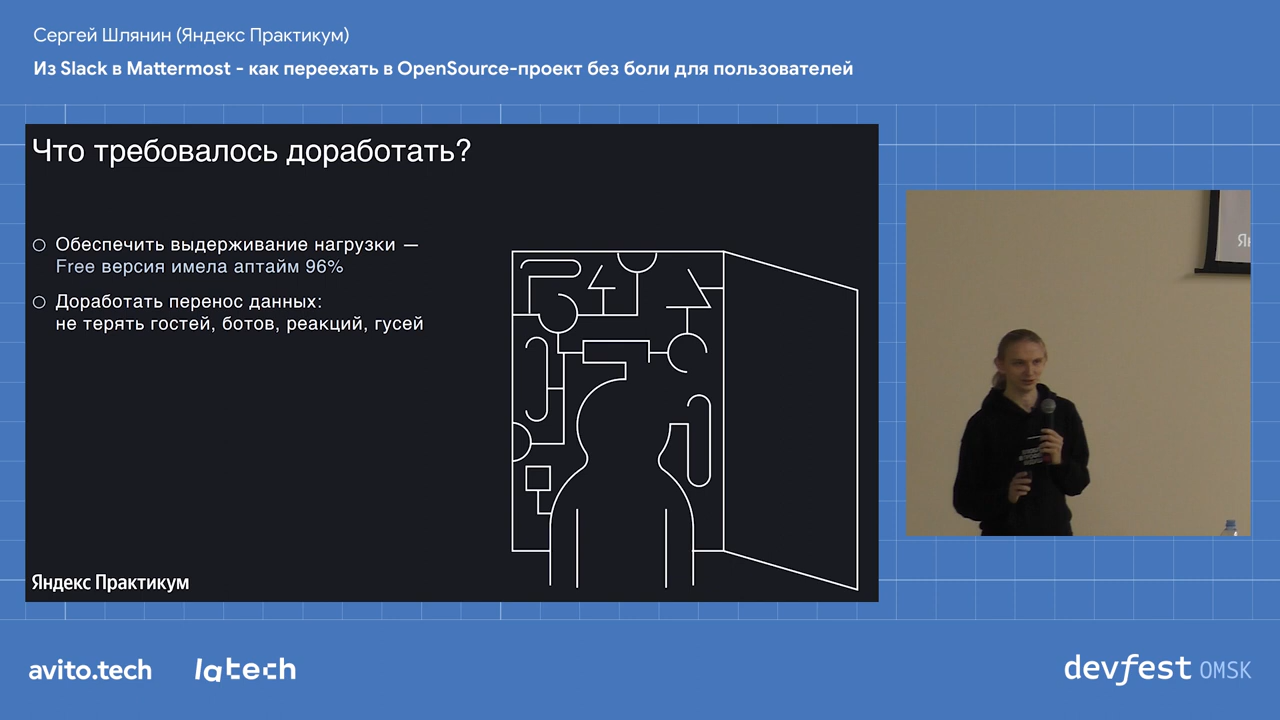 Сергей Шлянин (Яндекс Практикум)
Из Slack в Mattermost - как переехать в OpenSource-проект без боли для пользователей
Что требовалось доработать?
Обеспечить выдерживание нагрузки —
Free версия имела аптайм 96%
Доработать перенос данных:
не терять гостей, ботов, реакций, гусей
Яндекс Практикум
avito.tech
latech
devfest OMSK